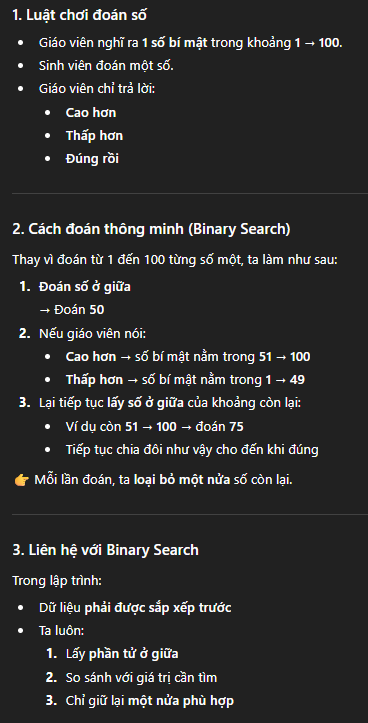 1. Luật chơi đoán số
• Giáo viên nghĩ ra 1 số bí mật trong khoảng 1 → 100.
• Sinh viên đoán một số.
• Giáo viên chỉ trả lời:
• Cao hơn
• Thấp hơn
• Đúng rồi
2. Cách đoán thông minh (Binary Search)
Thay vì đoán từ 1 đến 100 từng số một, ta làm như sau:
1. Đoán số ở giữa
→ Đoán 50
2. Nếu giáo viên nói:
• Cao hơn → số bí mật nằm trong 51 → 100
• Thấp hơn → số bí mật nằm trong 1 → 49
3. Lại tiếp tục lấy số ở giữa của khoảng còn lại:
• Ví dụ còn 51 → 100 → đoán 75
• Tiếp tục chia đôi như vậy cho đến khi đúng
👉 Mỗi lần đoán, ta loại bỏ một nửa số còn lại.
3. Liên hệ với Binary Search
Trong lập trình:
• Dữ liệu phải được sắp xếp trước
• Ta luôn:
1. Lấy phần tử ở giữa
2. So sánh với giá trị cần tìm
3. Chỉ giữ lại một nửa phù hợp